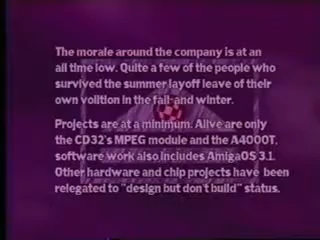 The morale around the company is at an
all time low. Quite a few of the people who
survived the summer layoff leave of their
own volition in the fall and winter.
Projects are at a minimum. Alive are only
the CD32's MPEG module and the A4000T,
software work also includes AmigaOS 3.1.
Other hardware and chip projects have been
relegated to "design but don't build" status.